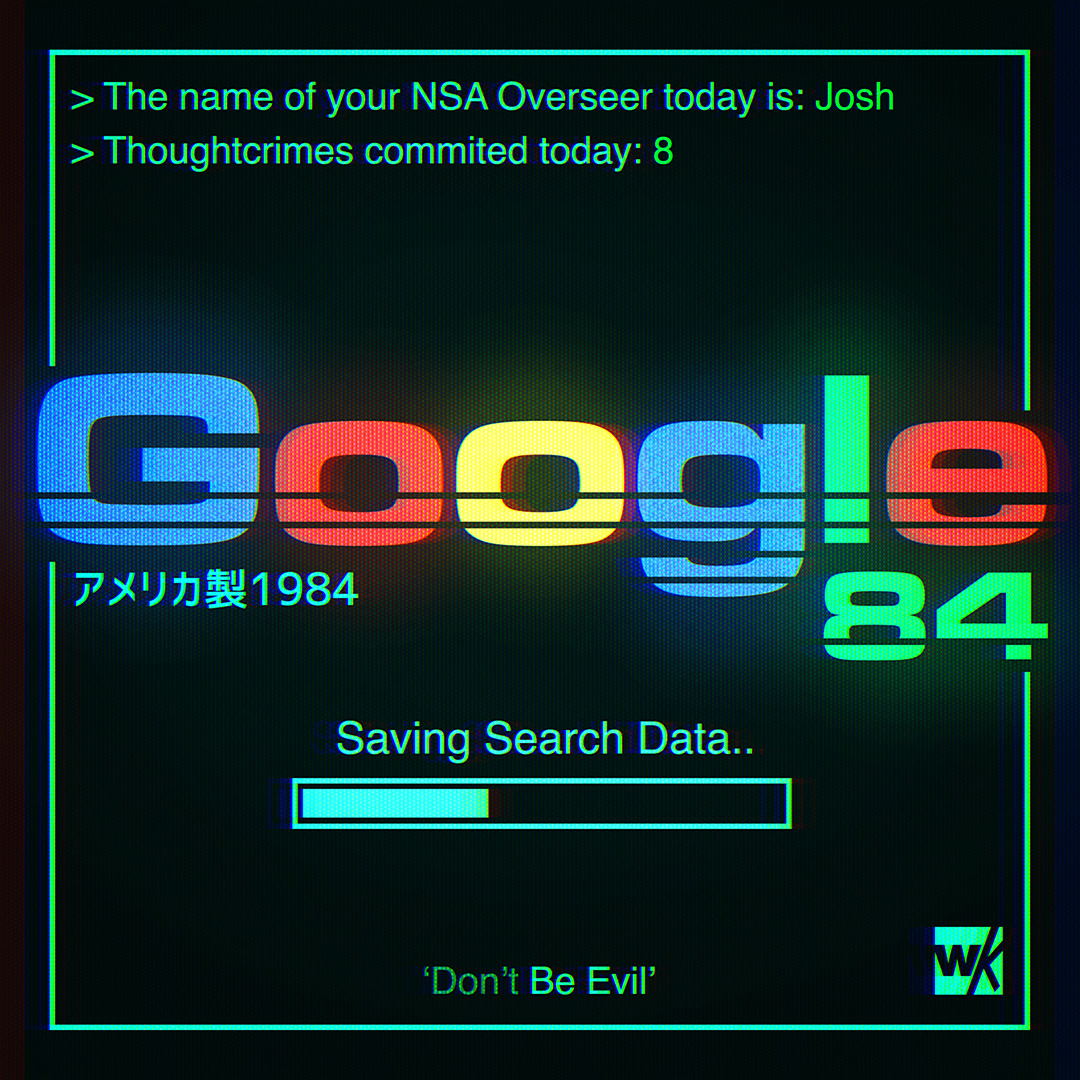 > The name of your NSA Overseer today is: Josh
> Thoughtcrimes commited today: 8
Google
アメリカ製1984
84
Saving Search Data..
‘Don’t Be Evil’
WK